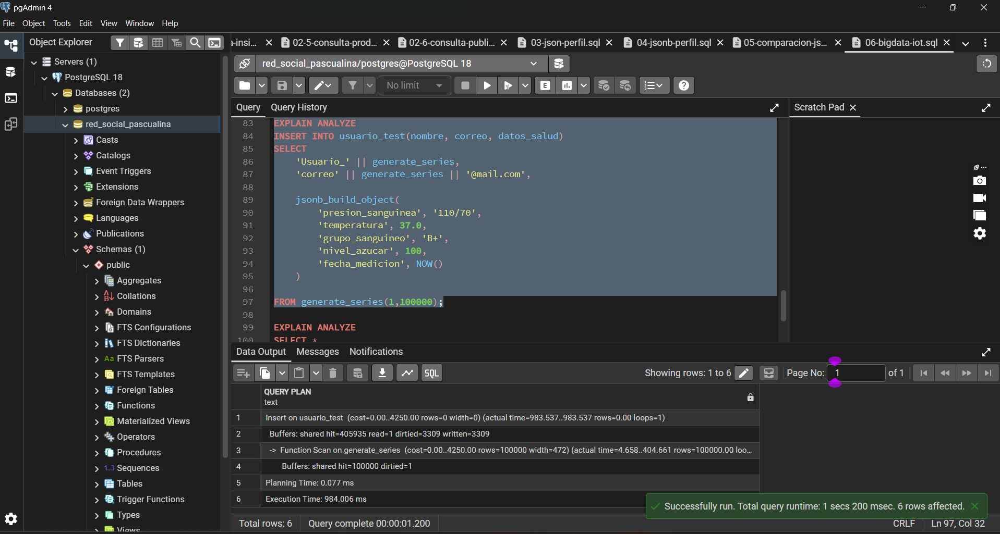 pgAdmin 4
File Object Tools Edit View Window Help
Object Explorer
-insi...
02-5-consulta-prod...
02-6-consulta-publi...
03-json-perfil.sql
04-jsonb-perfil.sql
05-comparacion-js...
06-bigdata-iot.sql
Servers (1)
PostgreSQL 18
Databases (2)
postgres
red_social_pascualina
Casts
Catalogs
Event Triggers
Extensions
Foreign Data Wrappers
Languages
Publications
Schemas (1)
public
Aggregates
Collations
Domains
FTS Configurations
FTS Dictionaries
Aa FTS Parsers
FTS Templates
Foreign Tables
Functions
Materialized Views
Operators
Procedures
1..3 Sequences
Tables
Trigger Functions
Types
Views
red_social_pascualina/postgres@PostgreSQL 18
No limit
E
Query Query History
Scratch Pad
83 EXPLAIN ANALYZE
84 INSERT INTO usuario_test(nombre, correo, datos_salud)
85 SELECT
86 'Usuario_' || generate_series,
87 'correo' || generate_series || '@mail.com',
88
89 jsonb_build_object(
90 'presion_sanguinea', '110/70',
91 'temperatura', 37.0,
92 'grupo_sanguineo', 'B+',
93 'nivel_azucar', 100,
94 'fecha_medicion', NOW()
95 )
96
97 FROM generate_series(1,100000);
98
99 EXPLAIN ANALYZE
100 SELECT *
Data Output Messages Notifications
SQL
Showing rows: 1 to 6
Page No: 1 of 1
QUERY PLAN
text
1 Insert on usuario_test (cost=0.00..4250.00 rows=0 width=0) (actual time=983.537..983.537 rows=0.00 loops=1)
2 Buffers: shared hit=405935 read=1 dirtied=3309 written=3309
3 -> Function Scan on generate_series (cost=0.00..4250.00 rows=100000 width=472) (actual time=4.658..404.661 rows=100000.00 loo...
4 Buffers: shared hit=100000 dirtied=1
5 Planning Time: 0.077 ms
6 Execution Time: 984.006 ms
Successfully run. Total query runtime: 1 secs 200 msec. 6 rows affected.
Total rows: 6
Query complete 00:00:01.200
CRLF
Ln 97, Col 32